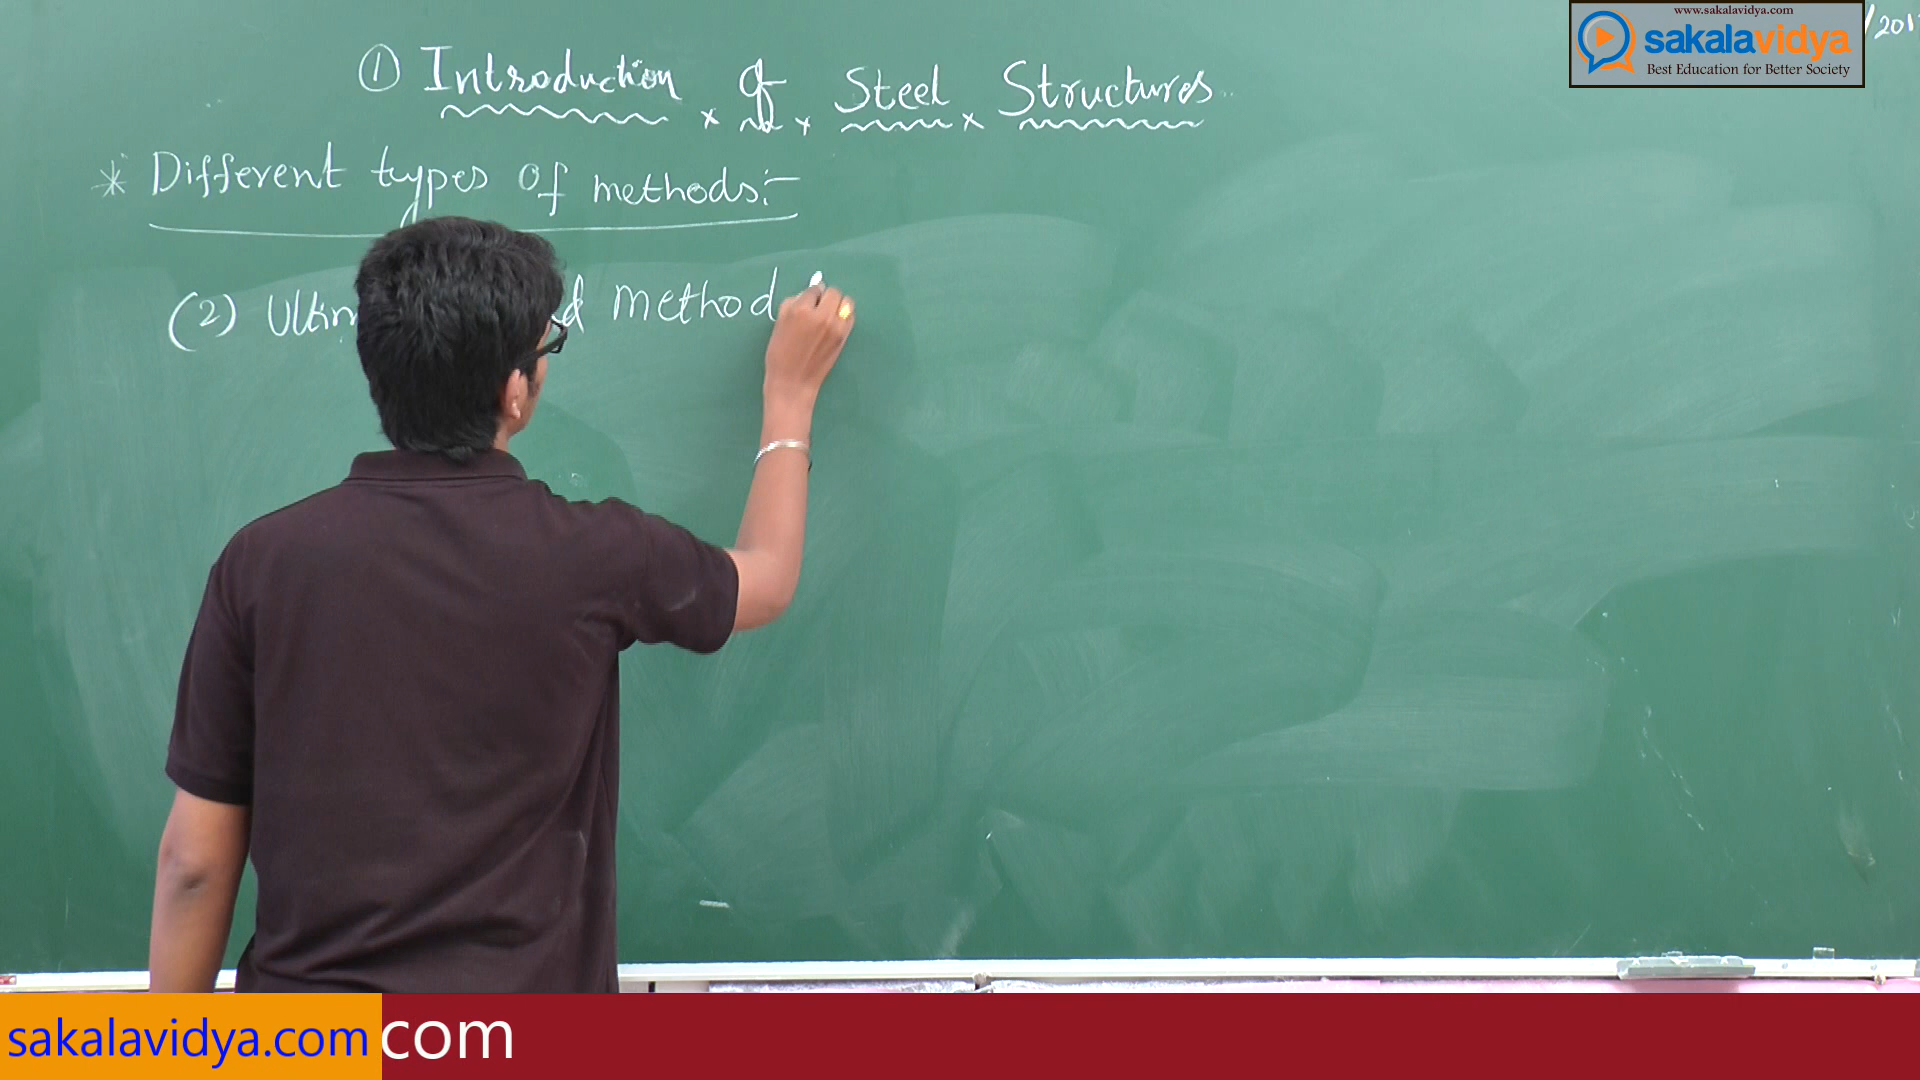 www.sakalavidya.com
sakalavidya
Best Education for Better Society
/201
① Introduction of Steel Structures
* Different types of methods:-
(2) Method
sakalavidya.com com